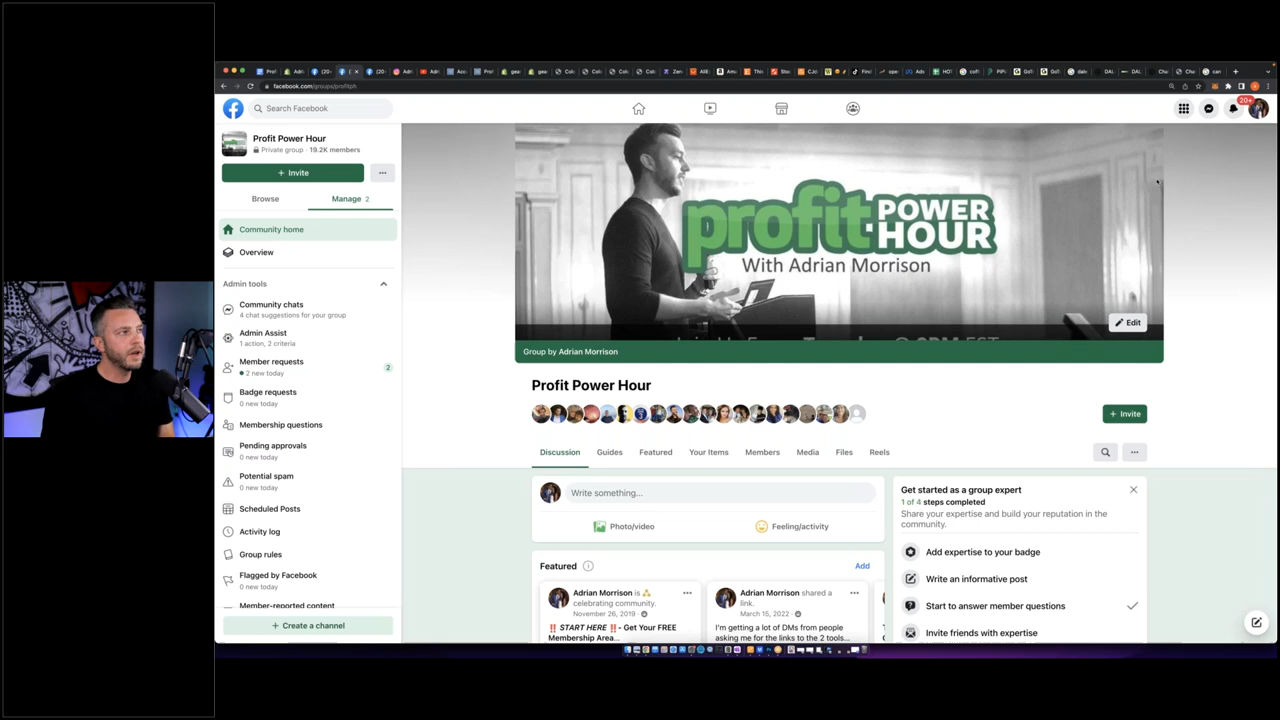 facebook.com/groups/profitph
Search Facebook
20+
Profit Power Hour
Private group · 19.2K members
+ Invite
Browse
Manage 2
Community home
Overview
Admin tools
Community chats
4 chat suggestions for your group
Admin Assist
1 action, 2 criteria
Member requests
2 new today
2
Badge requests
0 new today
Membership questions
Pending approvals
0 new today
Potential spam
0 new today
Scheduled Posts
Activity log
Group rules
Flagged by Facebook
0 new today
Member-reported content
+ Create a channel
profit POWER
HOUR
With Adrian Morrison
Edit
Group by Adrian Morrison
Profit Power Hour
+ Invite
Discussion
Guides
Featured
Your Items
Members
Media
Files
Reels
Write something...
Photo/video
Feeling/activity
Featured
Add
Adrian Morrison is
celebrating community.
November 26, 2019
START HERE - Get Your FREE
Membership Area...
Adrian Morrison shared a
link.
March 15, 2022
I'm getting a lot of DMs from people
asking me for the links to the 2 tools...
Get started as a group expert
1 of 4 steps completed
Share your expertise and build your reputation in the
community.
Add expertise to your badge
Write an informative post
Start to answer member questions
Invite friends with expertise